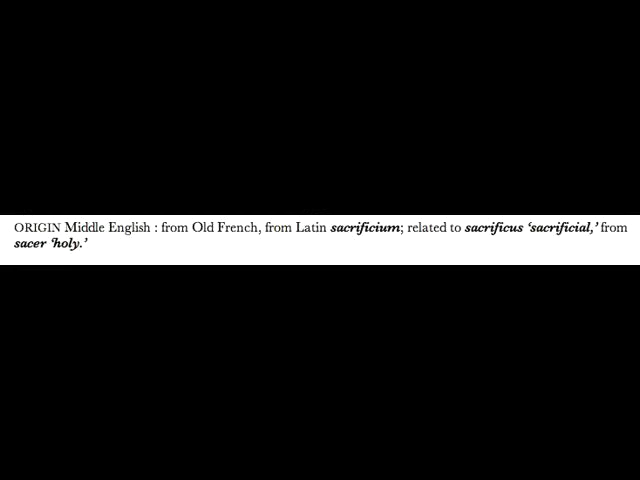 ORIGIN Middle English : from Old French, from Latin sacrificium; related to sacrificus ‘sacrificial,’ from
sacer ‘holy.’